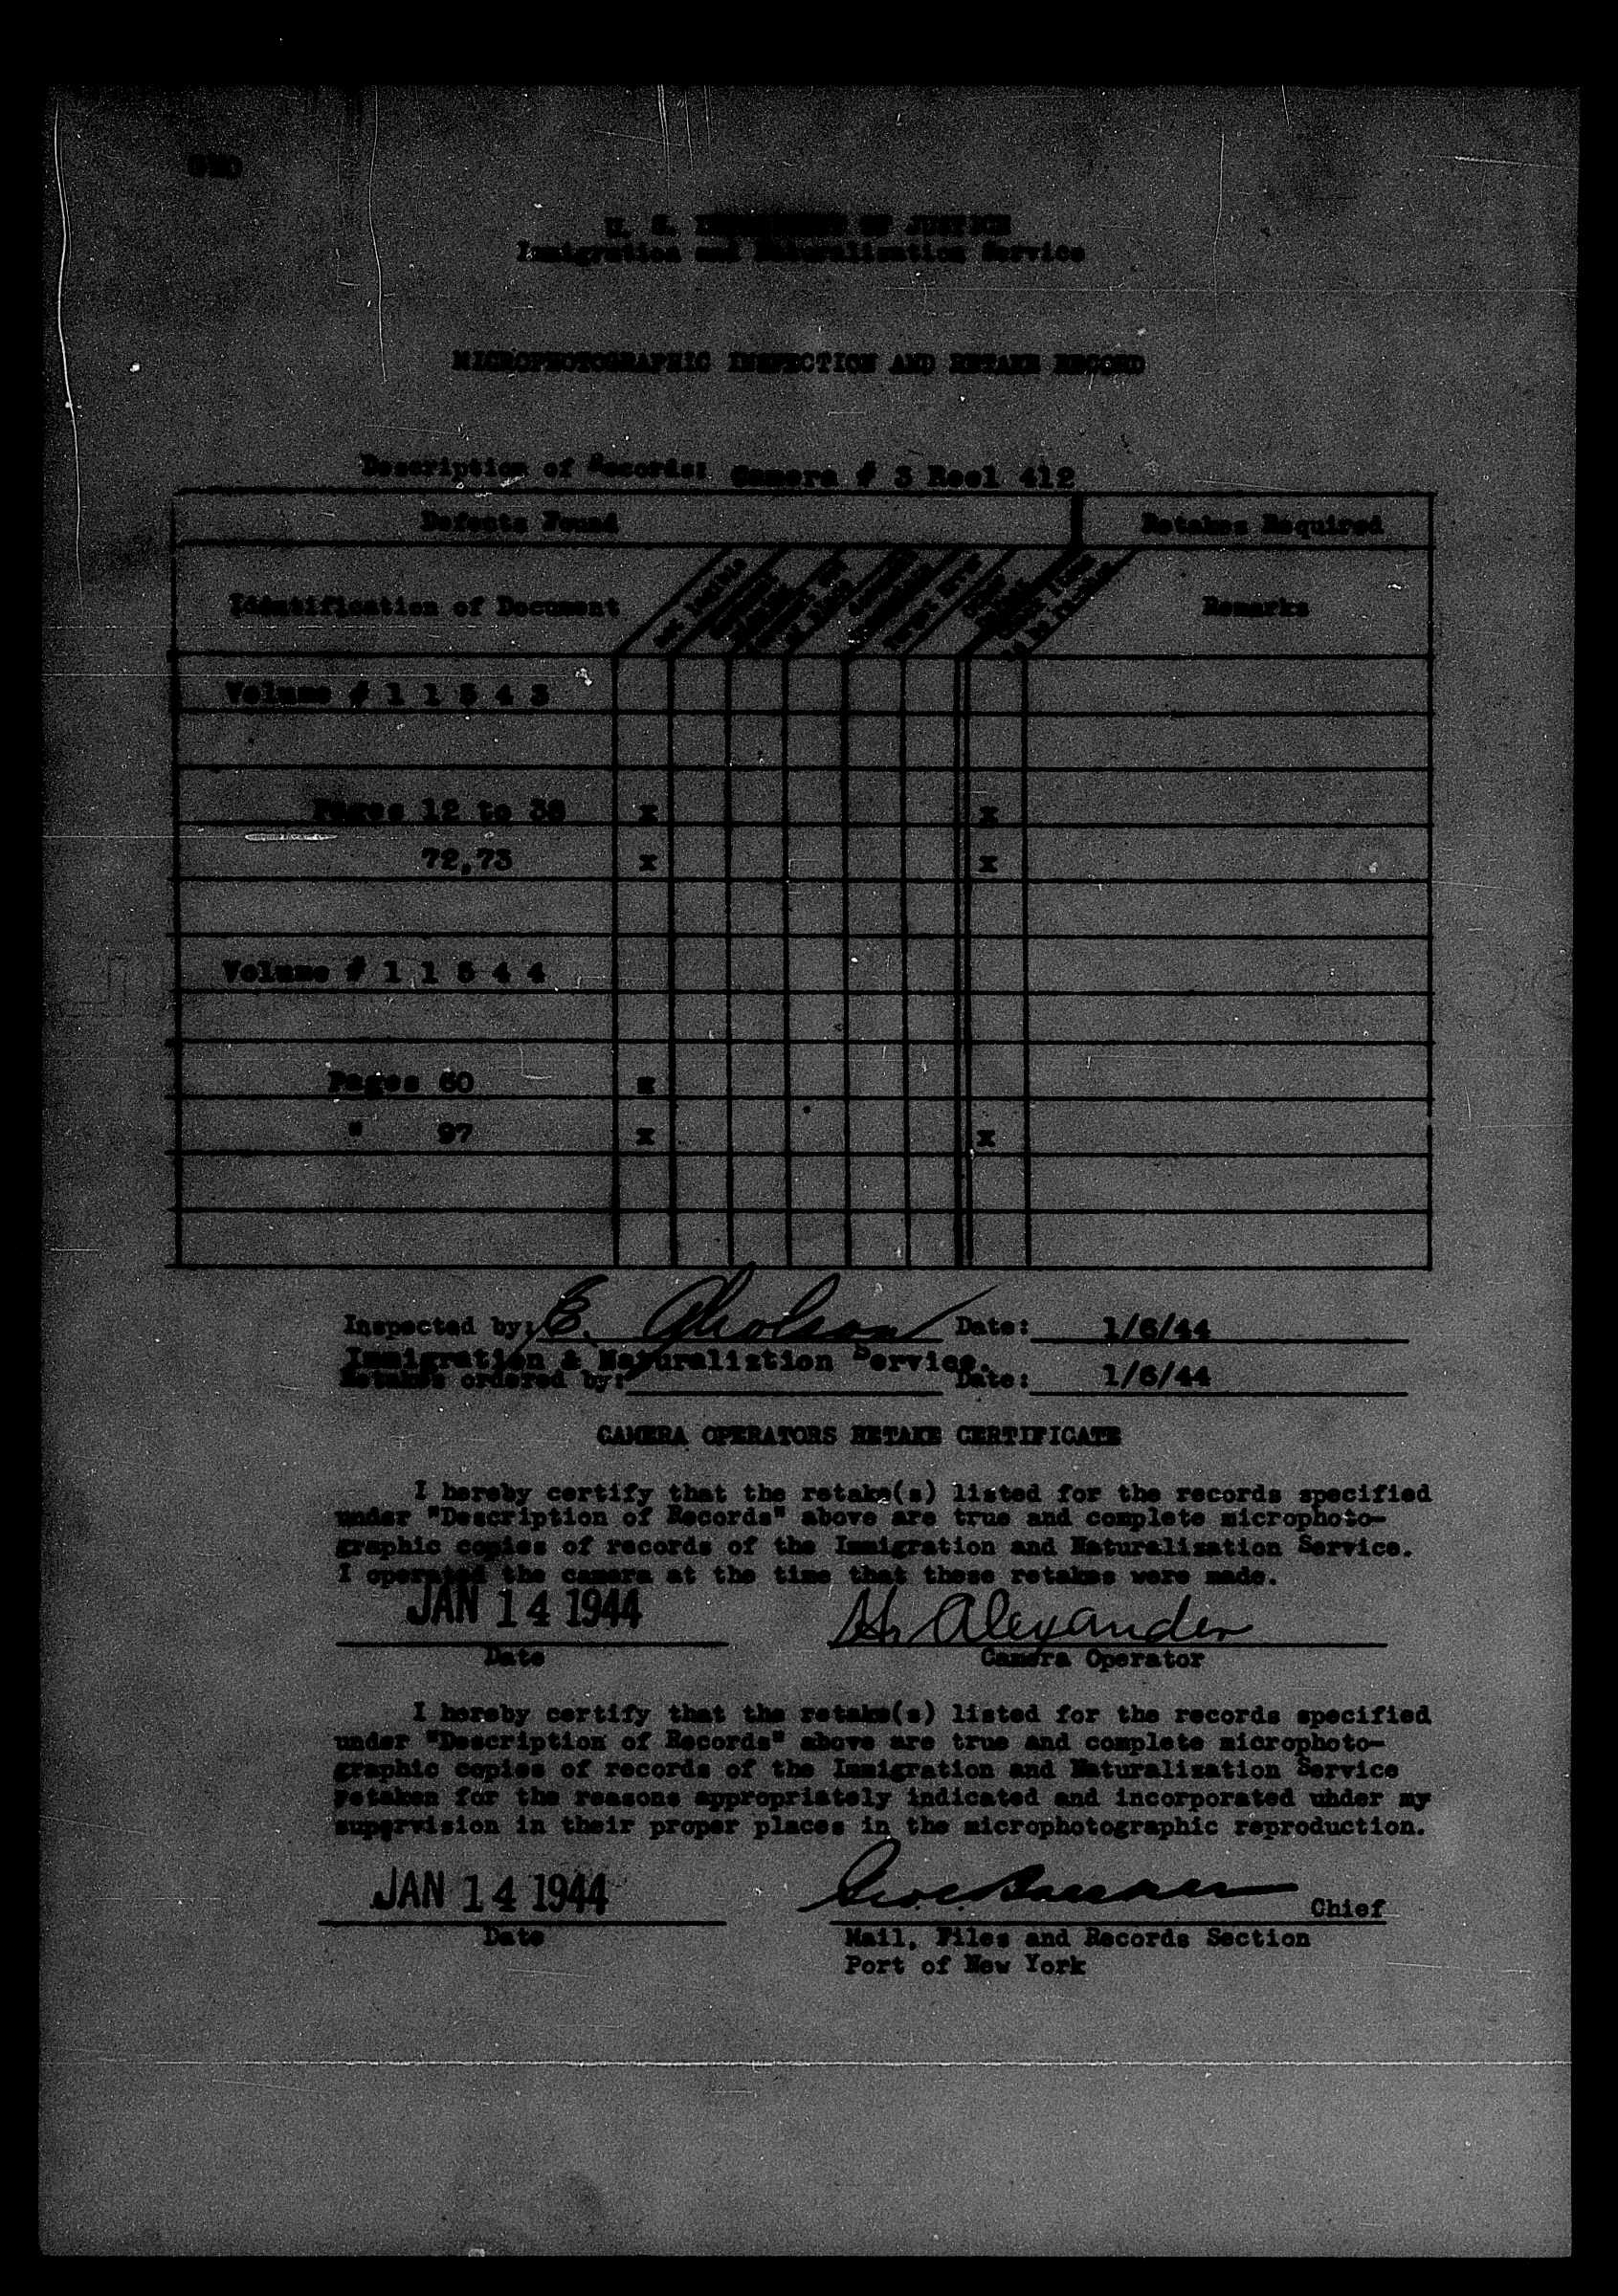 U. S. DEPARTMENT OF JUSTICE
Immigration and Naturalization Service
MICROPHOTOGRAPHIC INSPECTION AND RETAKE RECORD
Description of Records: Camera # 3 Reel 412
Defects Found Retakes Required
Identification of Document Remarks
Volume # 1 1 5 4 3
Pages 12 to 38 x x
72,73 x x
Volume # 1 1 5 4 4
Pages 60 x
" 97 x x
Inspected by: E. Gholson Date: 1/6/44
Immigration & Naturaliztion Service.
Retakes ordered by: Date: 1/6/44
CAMERA OPERATORS RETAKE CERTIFICATE
I hereby certify that the retake(s) listed for the records specified
under "Description of Records" above are true and complete microphoto-
graphic copies of records of the Immigration and Naturalization Service.
I operated the camera at the time that these retakes were made.
JAN 14 1944 H. Alexander
Date Camera Operator
I hereby certify that the retake(s) listed for the records specified
under "Description of Records" above are true and complete microphoto-
graphic copies of records of the Immigration and Naturalization Service
retaken for the reasons appropriately indicated and incorporated under my
supervision in their proper places in the microphotographic reproduction.
JAN 14 1944 Chief
Date Mail, Files and Records Section
Port of New York